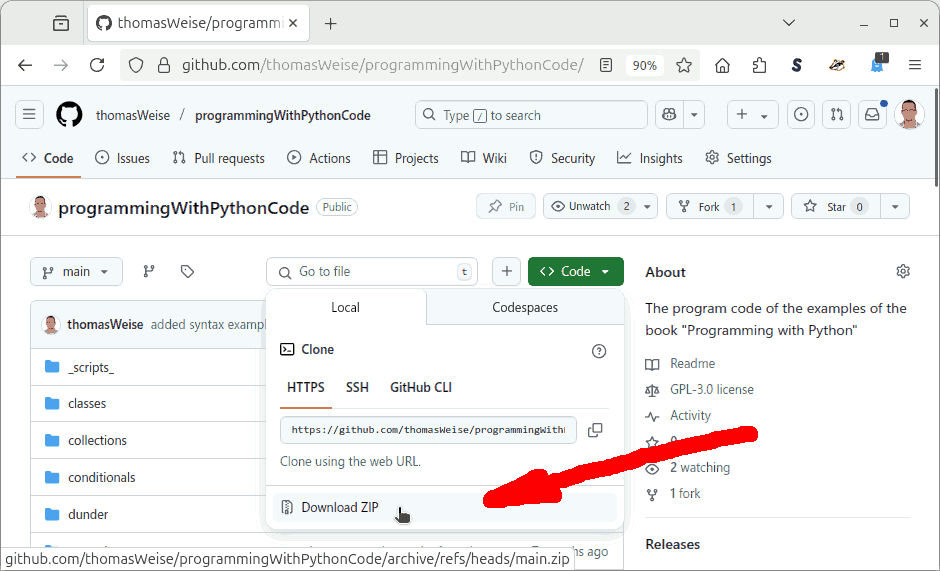 thomasWeise/programmi
github.com/thomasWeise/programmingWithPythonCode/
90%
1
thomasWeise / programmingWithPythonCode
Type / to search
Code Issues Pull requests Actions Projects Wiki Security Insights Settings
programmingWithPythonCode Public
Pin Unwatch 2 Fork 1 Star 0
main
Go to file t
Code
About
Local Codespaces
The program code of the examples of the
book "Programming with Python"
thomasWeise added syntax exampl
Clone
HTTPS SSH GitHub CLI
https://github.com/thomasWeise/programmingWith
Clone using the web URL.
Download ZIP
_scripts_
classes
collections
conditionals
dunder
Readme
GPL-3.0 license
Activity
2 watching
1 fork
Releases
ago
github.com/thomasWeise/programmingWithPythonCode/archive/refs/heads/main.zip